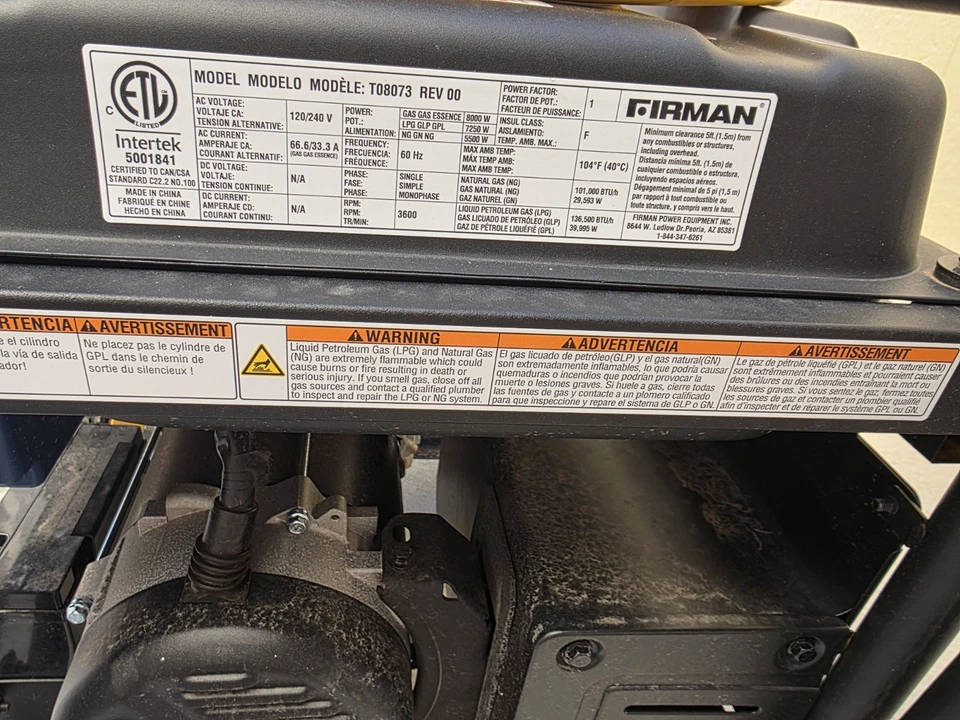 C ETL CM
LISTED
Intertek
5001841
CERTIFIED TO CAN/CSA
STANDARD C22.2 NO.100
MADE IN CHINA
FABRIQUÉ EN CHINE
HECHO EN CHINA
MODEL MODELO MODÈLE: T08073 REV 00
AC VOLTAGE:
VOLTAJE CA:
TENSION ALTERNATIVE:
120/240 V
AC CURRENT:
AMPERAJE CA:
COURANT ALTERNATIF:
66.6/33.3 A
(GAS GAS ESSENCE)
DC VOLTAGE:
VOLTAJE:
TENSION CONTINUE:
N/A
DC CURRENT:
AMPERAJE CD:
COURANT CONTINU:
N/A
POWER:
POT.:
ALIMENTATION:
GAS GAS ESSENCE 8000 W
LPG GLP GPL 7250 W
NG GN NG 5500 W
FREQUENCY:
FRECUENCIA:
FRÉQUENCE:
60 Hz
PHASE:
FASE:
PHASE:
SINGLE
SIMPLE
MONOPHASE
RPM:
RPM:
TR/MIN:
3600
POWER FACTOR:
FACTOR DE POT.:
FACTEUR DE PUISSANCE:
1
INSUL CLASS:
AISLAMIENTO:
TEMP. AMB. MAX.:
F
MAX AMB TEMP:
MÁX TEMP AMB:
MAX AMB TEMP:
104°F (40°C)
NATURAL GAS (NG)
GAS NATURAL (GN)
GAZ NATUREL (GN)
101,000 BTU/h
29,593 W
LIQUID PETROLEUM GAS (LPG)
GAS LICUADO DE PETRÓLEO (GLP)
GAZ DE PÉTROLE LIQUÉFIÉ (GPL)
136,500 BTU/h
39,995 W
FIRMAN®
Minimum clearance 5ft. (1.5m) from
any combustibles or structures,
including overhead.
Distancia mínima 5ft. (1.5m) de
cualquier combustible o estructura,
incluyendo espacios aéreos.
Dégagement minimal de 5 pi (1,5 m)
par rapport à tout combustible ou
toute structure, y compris vers le haut.
FIRMAN POWER EQUIPMENT INC.
8644 W. Ludlow Dr.Peoria, AZ 85381
1-844-347-6261
RTENCIA
e el cilindro
la vía de salida
ador!
AVERTISSEMENT
Ne placez pas le cylindre de
GPL dans le chemin de
sortie du silencieux !
WARNING
Liquid Petroleum Gas (LPG) and Natural Gas
(NG) are extremely flammable which could
cause burns or fire resulting in death or
serious injury. If you smell gas, close off all
gas sources and contact a qualified plumber
to inspect and repair the LPG or NG system.
ADVERTENCIA
El gas licuado de petróleo(GLP) y el gas natural(GN)
son extremadamente inflamables, lo que podría causar
quemaduras o incendios que podrían provocar la
muerte o lesiones graves. Si huele a gas, cierre todas
las fuentes de gas y contacte a un plomero calificado
para que inspeccione y repare el sistema de GLP o GN.
AVERTISSEMENT
Le gaz de pétrole liquéfié (GPL) et le gaz naturel (GN)
sont extrêmement inflammables et pourraient causer
des brûlures ou des incendies entraînant la mort ou
blessures graves. Si vous sentez du gaz, fermez toutes
les sources de gaz et contacter un plombier qualifié
afin d'inspecter et de réparer le système GPL ou GN.